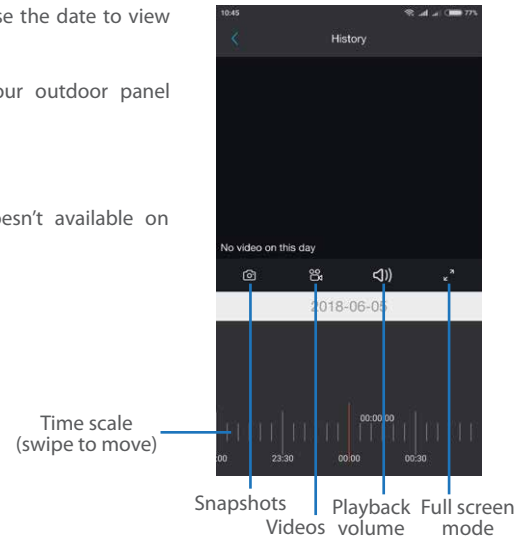 se the date to view
our outdoor panel
oesn't available on
10:45 77%
History
No video on this day
2018-06-05
00:00:00
:00 23:30 00:00 00:30
Time scale
(swipe to move)
Snapshots
Videos
Playback
volume
Full screen
mode